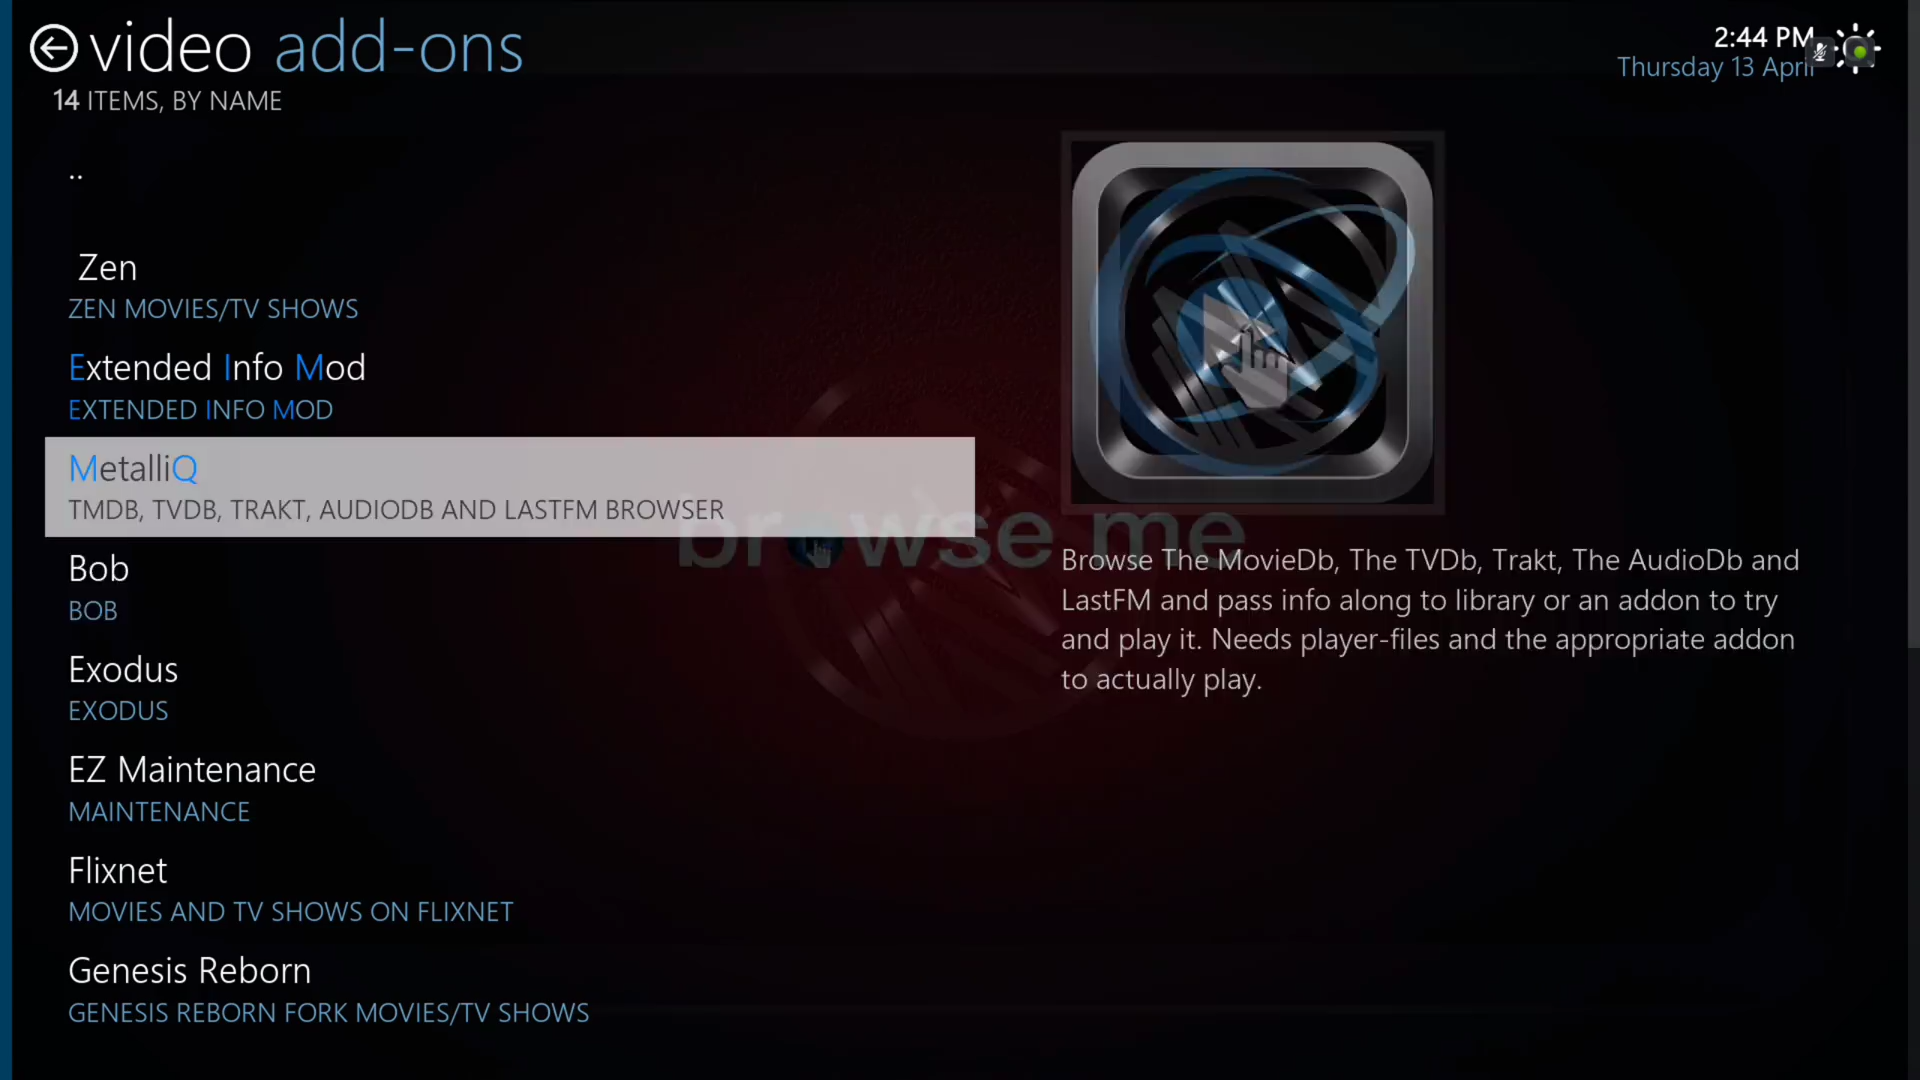 video add-ons
14 ITEMS, BY NAME
2:44 PM
Thursday 13 April
..
Zen
ZEN MOVIES/TV SHOWS
Extended Info Mod
EXTENDED INFO MOD
MetalliQ
TMDB, TVDB, TRAKT, AUDIODB AND LASTFM BROWSER
browse me
Browse The MovieDb, The TVDb, Trakt, The AudioDb and
LastFM and pass info along to library or an addon to try
and play it. Needs player-files and the appropriate addon
to actually play.
Bob
BOB
Exodus
EXODUS
EZ Maintenance
MAINTENANCE
Flixnet
MOVIES AND TV SHOWS ON FLIXNET
Genesis Reborn
GENESIS REBORN FORK MOVIES/TV SHOWS